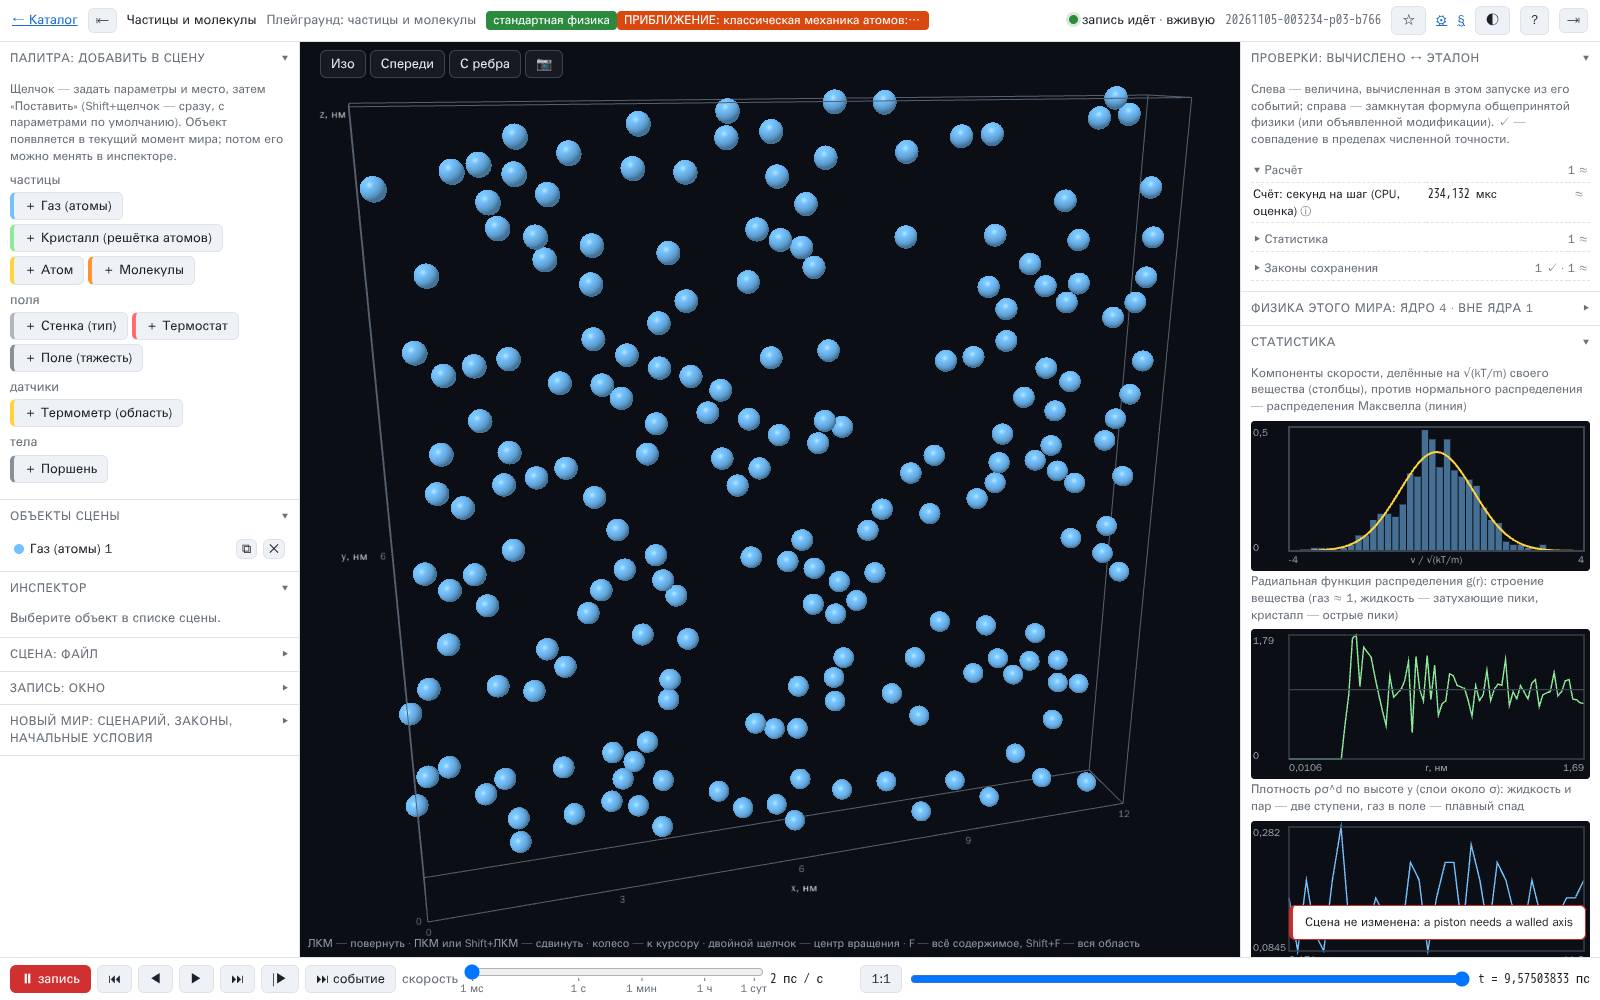 ← Каталог
Частицы и молекулы
Плейграунд: частицы и молекулы
стандартная физика
ПРИБЛИЖЕНИЕ: классическая механика атомов:···
запись идёт · вживую
20261105-003234-p03-b766
☆
§
?
ПАЛИТРА: ДОБАВИТЬ В СЦЕНУ
Щелчок — задать параметры и место, затем
«Поставить» (Shift+щелчок — сразу, с
параметрами по умолчанию). Объект
появляется в текущий момент мира; потом его
можно менять в инспекторе.
частицы
+ Газ (атомы)
+ Кристалл (решётка атомов)
+ Атом
+ Молекулы
поля
+ Стенка (тип)
+ Термостат
+ Поле (тяжесть)
датчики
+ Термометр (область)
тела
+ Поршень
ОБЪЕКТЫ СЦЕНЫ
Газ (атомы) 1
ИНСПЕКТОР
Выберите объект в списке сцены.
СЦЕНА: ФАЙЛ
ЗАПИСЬ: ОКНО
НОВЫЙ МИР: СЦЕНАРИЙ, ЗАКОНЫ,
НАЧАЛЬНЫЕ УСЛОВИЯ
Изо
Спереди
С ребра
z, нм
y, нм
6
0
0
3
6
9
12
x, нм
ЛКМ — повернуть · ПКМ или Shift+ЛКМ — сдвинуть · колесо — к курсору · двойной щелчок — центр вращения · F — всё содержимое, Shift+F — вся область
ПРОВЕРКИ: ВЫЧИСЛЕНО ↔ ЭТАЛОН
Слева — величина, вычисленная в этом запуске из его
событий; справа — замкнутая формула общепринятой
физики (или объявленной модификации). ✓ —
совпадение в пределах численной точности.
Расчёт 1 ≈
Счёт: секунд на шаг (CPU, 234,132 мкс ≈
оценка) ⓘ
Статистика 1 ≈
Законы сохранения 1 ✓ · 1 ≈
ФИЗИКА ЭТОГО МИРА: ЯДРО 4 · ВНЕ ЯДРА 1
СТАТИСТИКА
Компоненты скорости, делённые на √(kT/m) своего
вещества (столбцы), против нормального распределения
— распределения Максвелла (линия)
0,5
0
-4
v / √(kT/m)
4
Радиальная функция распределения g(r): строение
вещества (газ ≈ 1, жидкость — затухающие пики,
кристалл — острые пики)
1,79
0
0,0106
r, нм
1,69
Плотность ρσ^d по высоте y (слои около σ): жидкость и
пар — две ступени, газ в поле — плавный спад
0,282
0,0845
Сцена не изменена: a piston needs a walled axis
запись
событие
скорость
1 мс
1 с
1 мин
1 ч
1 сут
2 пс / с
1:1
t = 9,57503833 пс